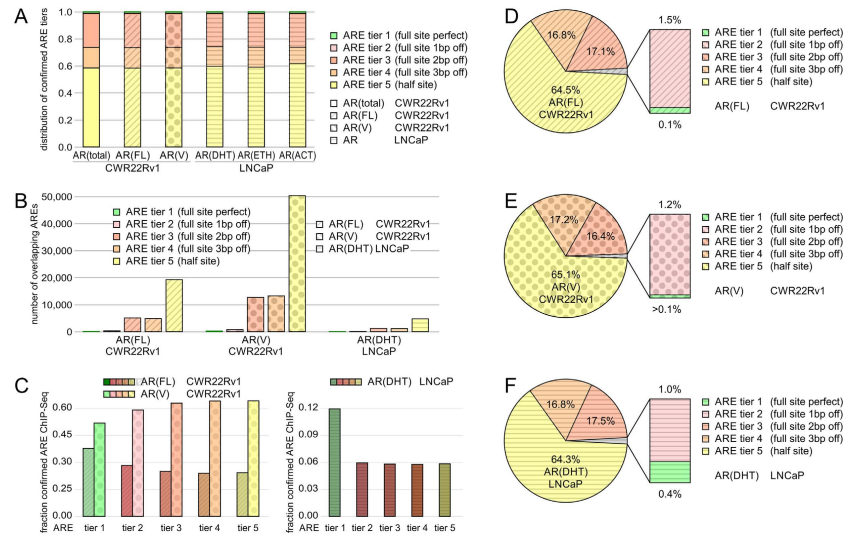 A
distribution of confirmed ARE tiers
1.0
0.8
0.6
0.4
0.2
0.0
AR(total) AR(FL) AR(V) AR(DHT) AR(ETH) AR(ACT)
CWR22Rv1 LNCaP
ARE tier 1 (full site perfect)
ARE tier 2 (full site 1bp off)
ARE tier 3 (full site 2bp off)
ARE tier 4 (full site 3bp off)
ARE tier 5 (half site)
AR(total) CWR22Rv1
AR(FL) CWR22Rv1
AR(V) CWR22Rv1
AR LNCaP
B
number of overlapping AREs
50,000
40,000
30,000
20,000
10,000
0
ARE tier 1 (full site perfect)
ARE tier 2 (full site 1bp off)
ARE tier 3 (full site 2bp off)
ARE tier 4 (full site 3bp off)
ARE tier 5 (half site)
AR(FL) CWR22Rv1
AR(V) CWR22Rv1
AR(DHT) LNCaP
AR(FL) AR(V) AR(DHT)
CWR22Rv1 CWR22Rv1 LNCaP
C
AR(FL) CWR22Rv1
AR(V) CWR22Rv1
fraction confirmed ARE ChIP-Seq
0.60
0.45
0.30
0.25
0.00
ARE tier 1 tier 2 tier 3 tier 4 tier 5
AR(DHT) LNCaP
fraction confirmed ARE ChIP-Seq
0.12
0.09
0.06
0.03
0.00
ARE tier 1 tier 2 tier 3 tier 4 tier 5
D
16.8%
17.1%
64.5%
AR(FL)
CWR22Rv1
1.5%
0.1%
ARE tier 1 (full site perfect)
ARE tier 2 (full site 1bp off)
ARE tier 3 (full site 2bp off)
ARE tier 4 (full site 3bp off)
ARE tier 5 (half site)
AR(FL) CWR22Rv1
E
17.2%
16.4%
65.1%
AR(V)
CWR22Rv1
1.2%
>0.1%
ARE tier 1 (full site perfect)
ARE tier 2 (full site 1bp off)
ARE tier 3 (full site 2bp off)
ARE tier 4 (full site 3bp off)
ARE tier 5 (half site)
AR(V) CWR22Rv1
F
16.8%
17.5%
64.3%
AR(DHT)
LNCaP
1.0%
0.4%
ARE tier 1 (full site perfect)
ARE tier 2 (full site 1bp off)
ARE tier 3 (full site 2bp off)
ARE tier 4 (full site 3bp off)
ARE tier 5 (half site)
AR(DHT) LNCaP